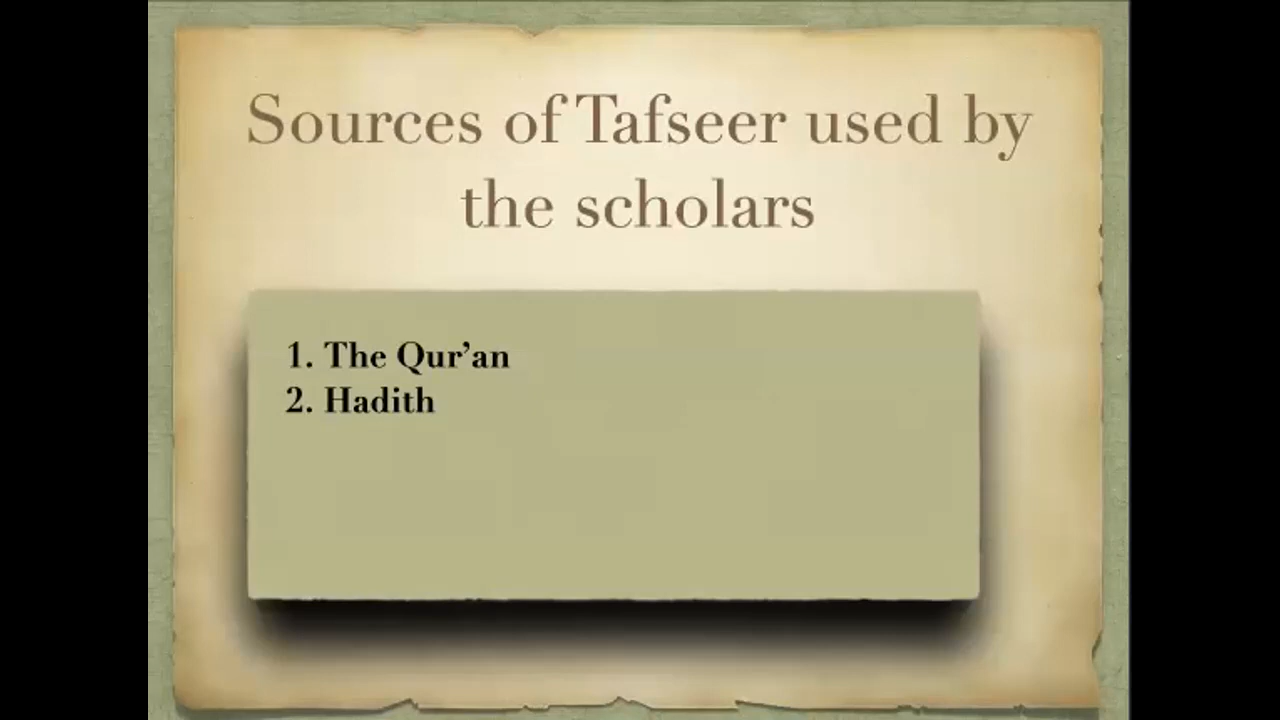 Sources of Tafseer used by
the scholars
1. The Qur’an
2. Hadith